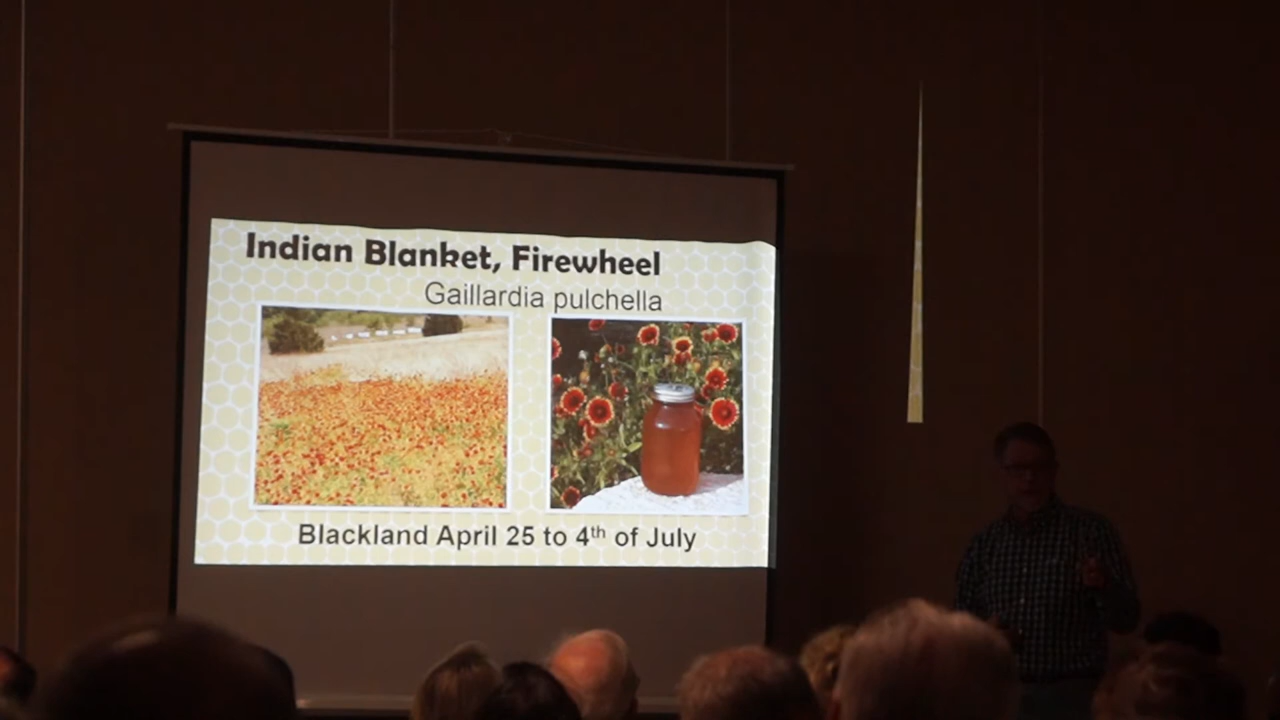 Indian Blanket, Firewheel
Gaillardia pulchella
Blackland April 25 to 4th of July